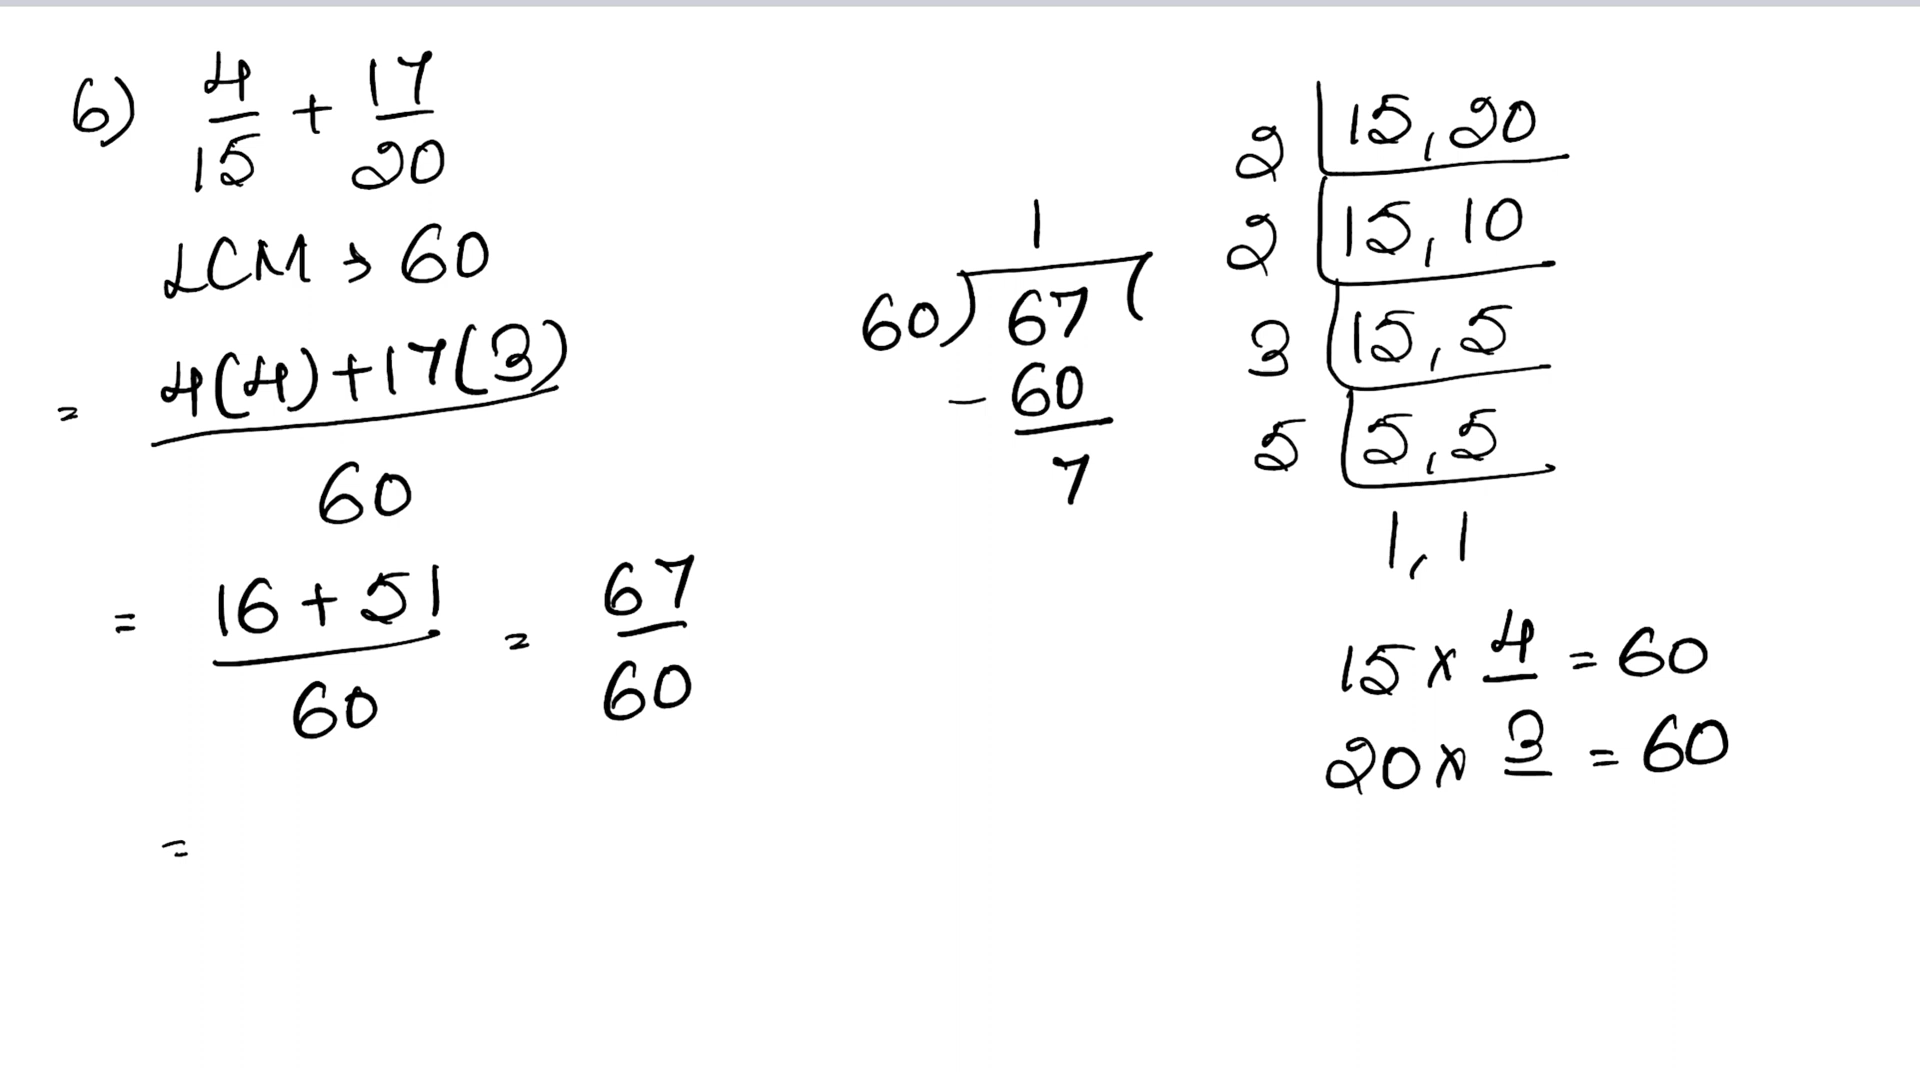 6) 4/15 + 17/20
LCM → 60
= 4(4)+17(3)/60
= 16+51/60 = 67/60
=
1
60) 67 (
- 60
7
2 | 15, 20
2 | 15, 10
3 | 15, 5
5 | 5, 5
1, 1
15 × 4 = 60
20 × 3 = 60